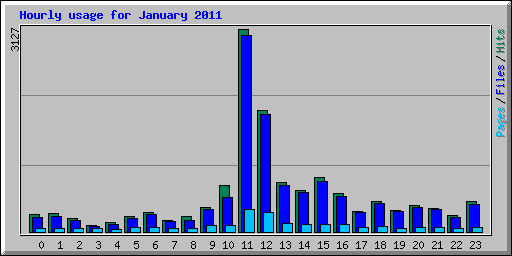 Hourly usage for January 2011
3127
Pages / Files / Hits
0 1 2 3 4 5 6 7 8 9 10 11 12 13 14 15 16 17 18 19 20 21 22 23